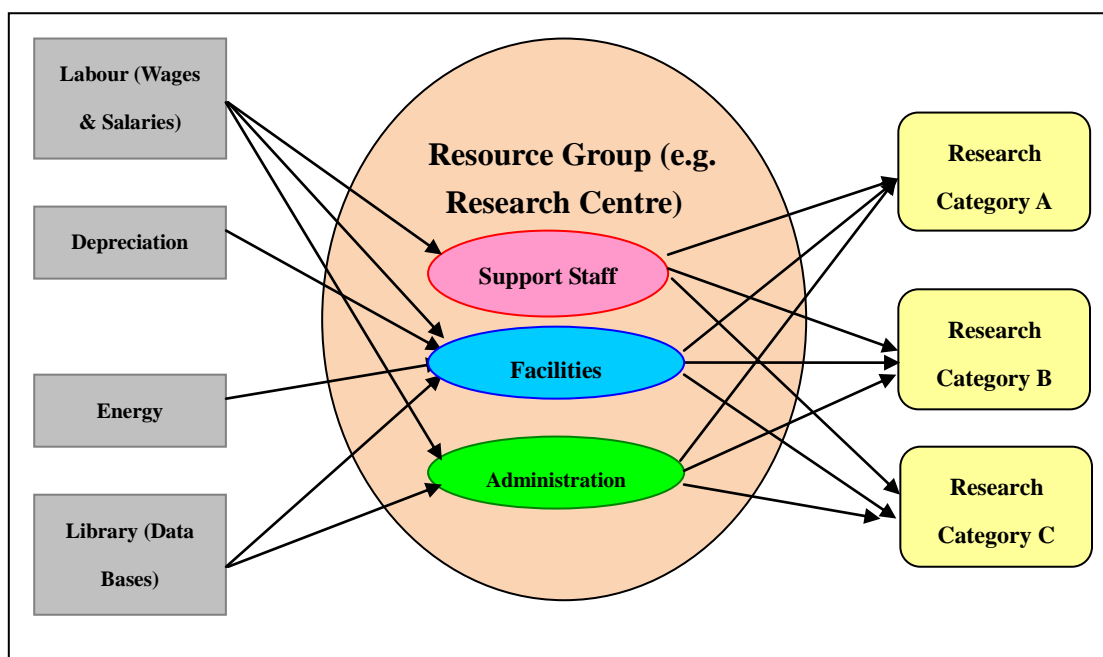 Labour (Wages
& Salaries)
Depreciation
Energy
Library (Data
Bases)
Resource Group (e.g.
Research Centre)
Support Staff
Facilities
Administration
Research
Category A
Research
Category B
Research
Category C